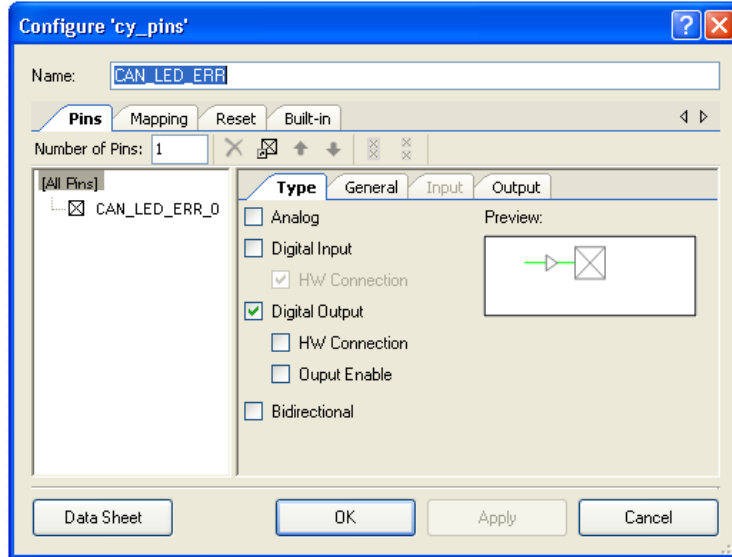 Configure 'cy_pins'
Name: CAN_LED_ERR
Pins Mapping Reset Built-in
Number of Pins: 1
[All Pins]
CAN_LED_ERR_0
Type General Input Output
Analog
Preview:
Digital Input
HW Connection
Digital Output
HW Connection
Ouput Enable
Bidirectional
Data Sheet OK Apply Cancel